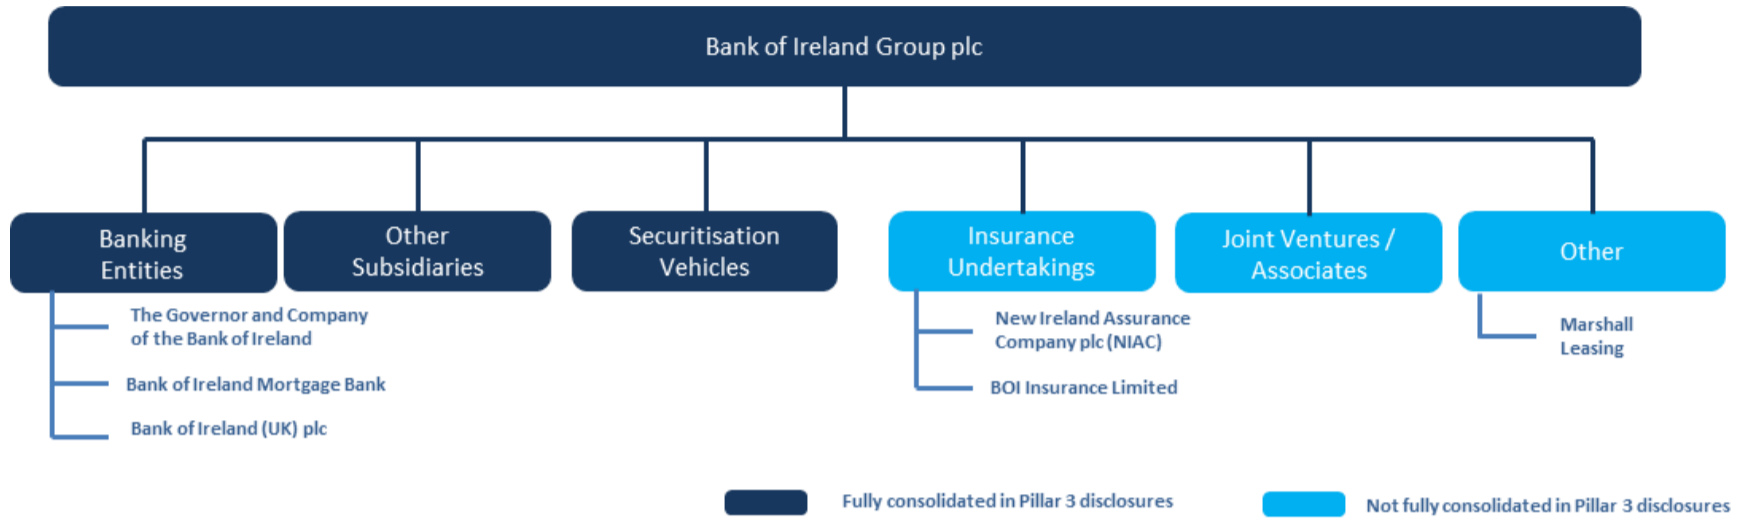 Bank of Ireland Group plc
Banking
Entities
Other
Subsidiaries
Securitisation
Vehicles
Insurance
Undertakings
Joint Ventures /
Associates
Other
The Governor and Company
of the Bank of Ireland
Bank of Ireland Mortgage Bank
Bank of Ireland (UK) plc
New Ireland Assurance
Company plc (NIAC)
BOI Insurance Limited
Marshall
Leasing
Fully consolidated in Pillar 3 disclosures
Not fully consolidated in Pillar 3 disclosures